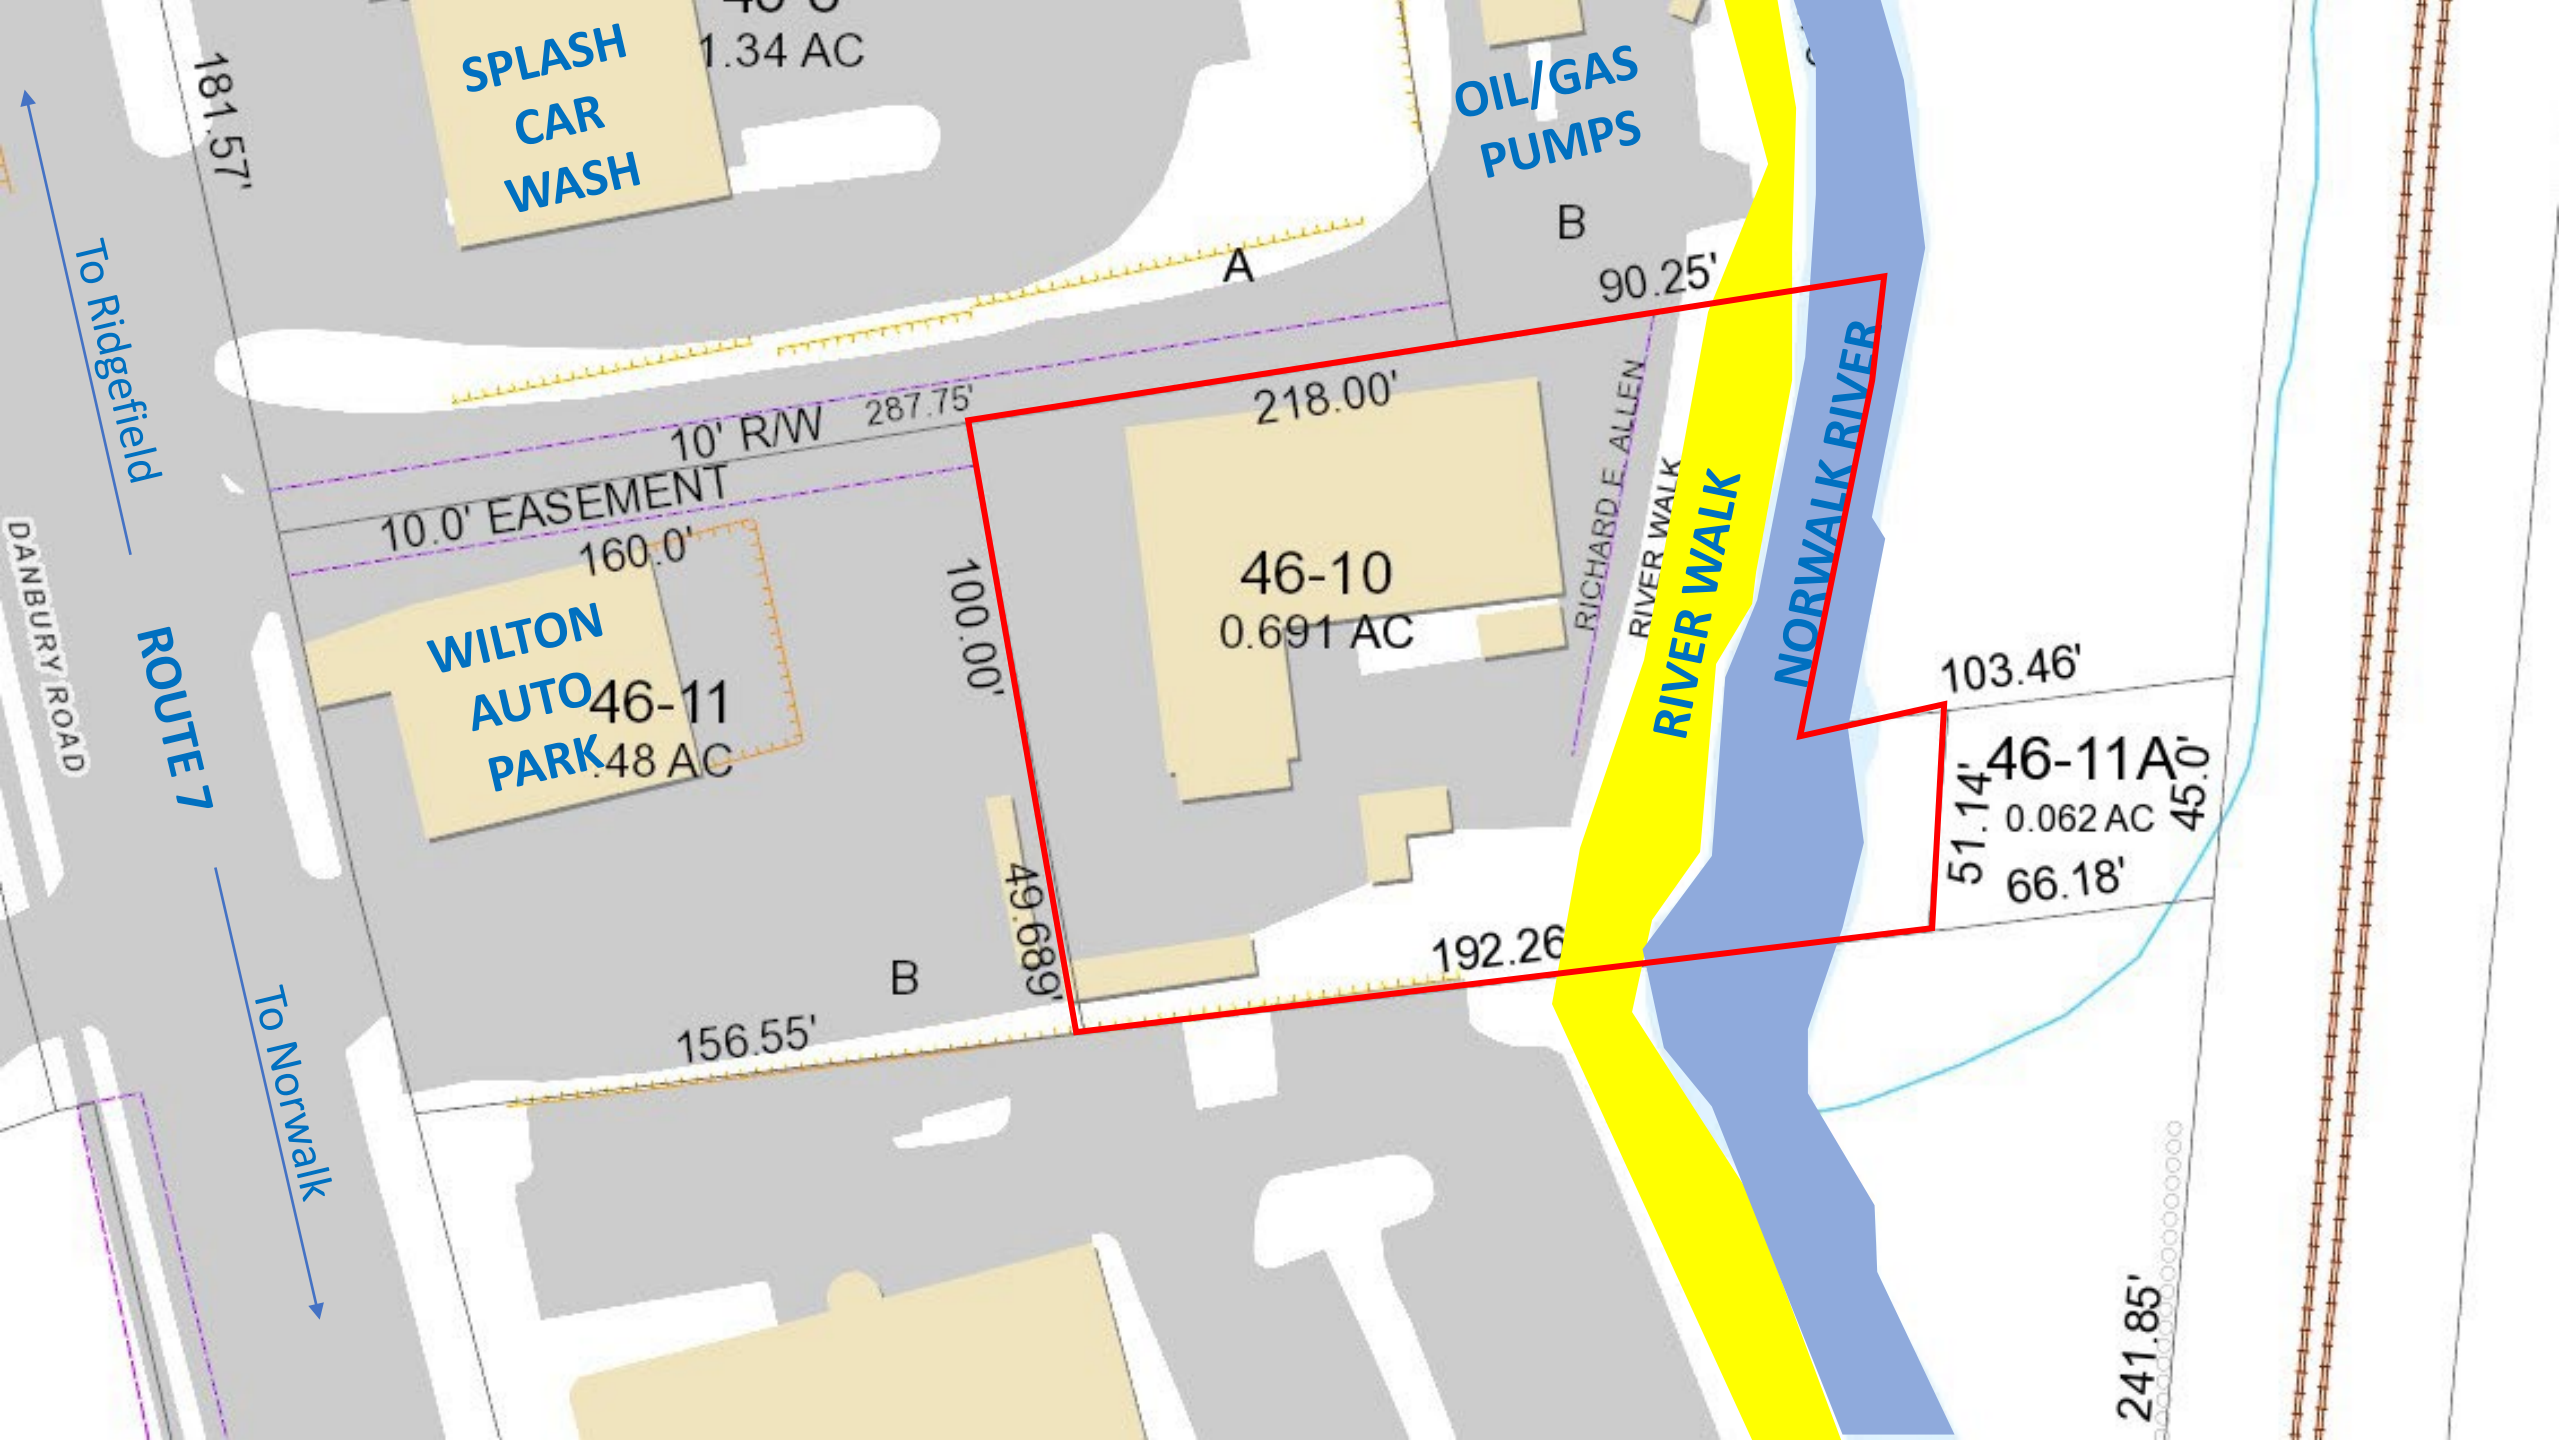 1.34 AC
SPLASH
CAR
WASH
181.57'
OIL/GAS
PUMPS
B
A
90.25'
To Ridgefield
10' R/W
287.75'
218.00'
10.0' EASEMENT
160.0'
RICHARD E. ALLEN
RIVER WALK
RIVER WALK
NORWALK RIVER
DANBURY ROAD
ROUTE 7
WILTON
AUTO
PARK
46-11
.48 AC
100.00'
46-10
0.691 AC
103.46'
46-11A
0.062 AC
51.14'
45.0'
66.18'
49.689'
192.26
B
156.55'
To Norwalk
241.85'